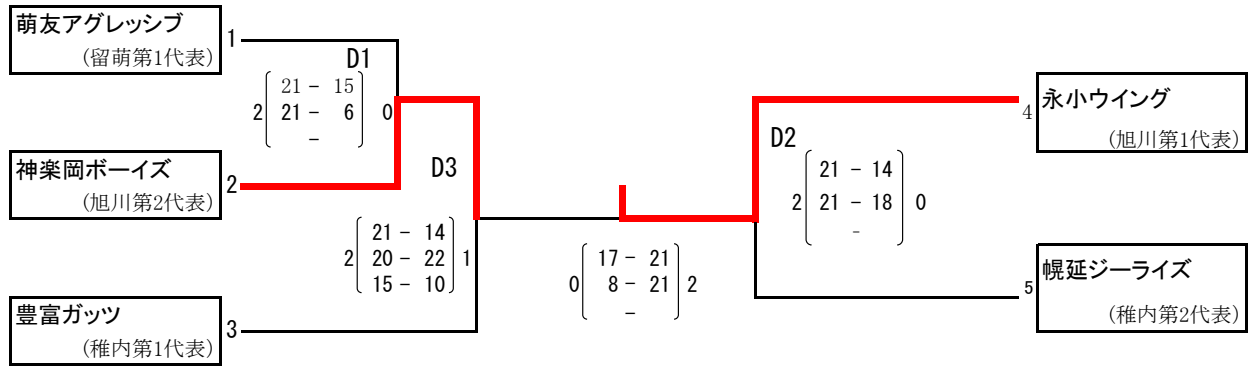 萌友アグレッシブ
(留萌第1代表)
1
D1
21 - 15
2 21 - 6 0
-
神楽岡ボーイズ
(旭川第2代表)
2
D3
21 - 14
2 20 - 22 1
15 - 10
豊富ガッツ
(稚内第1代表)
3
17 - 21
0 8 - 21 2
-
D2
21 - 14
2 21 - 18 0
-
4
永小ウイング
(旭川第1代表)
5
幌延ジーライズ
(稚内第2代表)